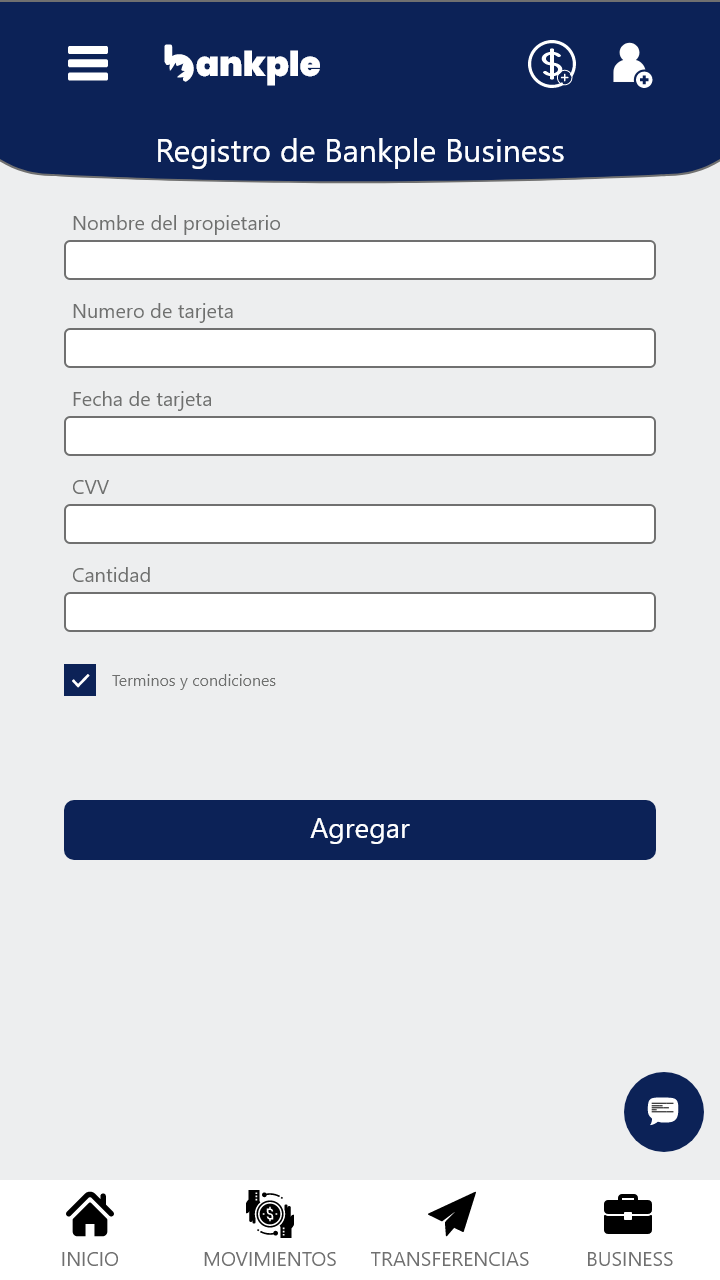 bankple
Registro de Bankple Business
Nombre del propietario
Numero de tarjeta
Fecha de tarjeta
CVV
Cantidad
Terminos y condiciones
Agregar
INICIO
MOVIMIENTOS
TRANSFERENCIAS
BUSINESS